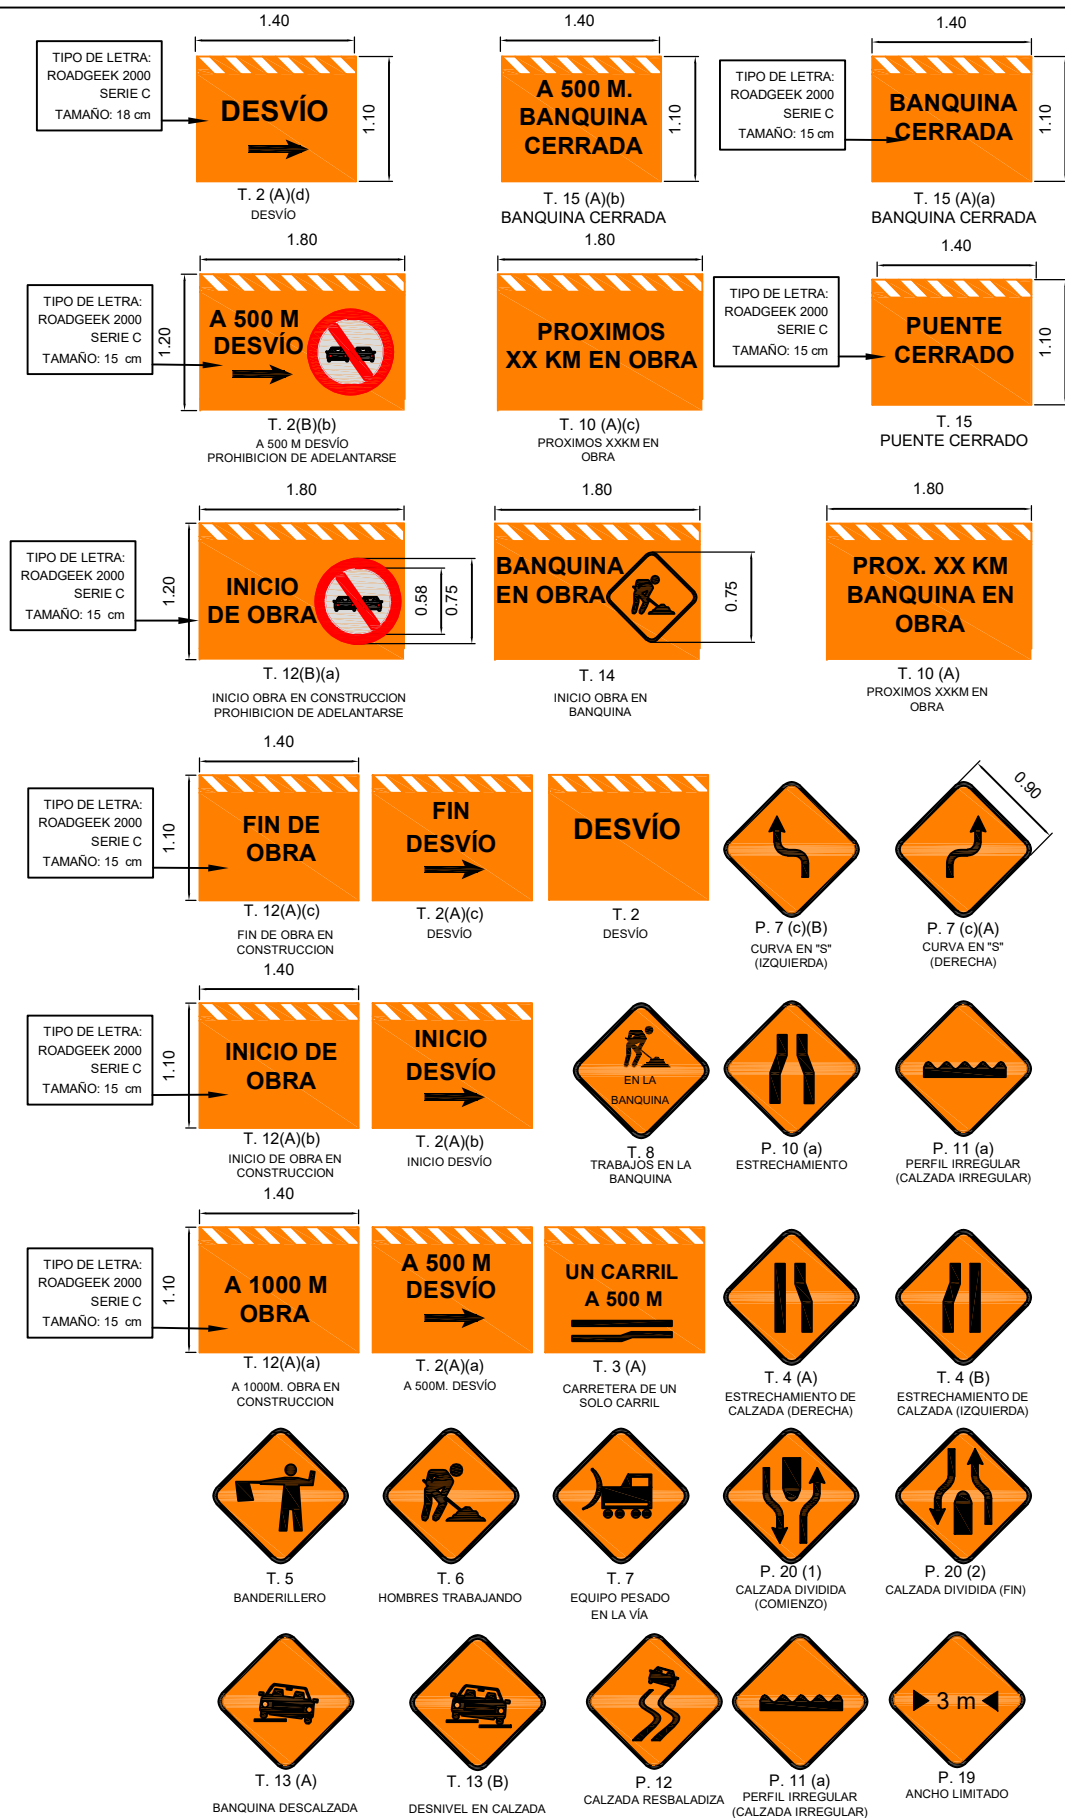 1.40
1.40
1.40
TIPO DE LETRA:
ROADGEEK 2000
SERIE C
TAMAÑO: 18 cm
DESVÍO
1.10
A 500 M.
BANQUINA
CERRADA
1.10
TIPO DE LETRA:
ROADGEEK 2000
SERIE C
TAMAÑO: 15 cm
BANQUINA
CERRADA
1.10
T. 2 (A)(d)
DESVÍO
T. 15 (A)(b)
BANQUINA CERRADA
T. 15 (A)(a)
BANQUINA CERRADA
1.80
1.80
1.40
TIPO DE LETRA:
ROADGEEK 2000
SERIE C
TAMAÑO: 15 cm
1.20
A 500 M
DESVÍO
PROXIMOS
XX KM EN OBRA
TIPO DE LETRA:
ROADGEEK 2000
SERIE C
TAMAÑO: 15 cm
PUENTE
CERRADO
1.10
T. 2(B)(b)
A 500 M DESVÍO
PROHIBICION DE ADELANTARSE
T. 10 (A)(c)
PROXIMOS XXKM EN
OBRA
T. 15
PUENTE CERRADO
1.80
1.80
1.80
TIPO DE LETRA:
ROADGEEK 2000
SERIE C
TAMAÑO: 15 cm
1.20
INICIO
DE OBRA
0.58
0.75
BANQUINA
EN OBRA
0.75
PROX. XX KM
BANQUINA EN
OBRA
T. 12(B)(a)
INICIO OBRA EN CONSTRUCCION
PROHIBICION DE ADELANTARSE
T. 14
INICIO OBRA EN
BANQUINA
T. 10 (A)
PROXIMOS XXKM EN
OBRA
1.40
TIPO DE LETRA:
ROADGEEK 2000
SERIE C
TAMAÑO: 15 cm
1.10
FIN DE
OBRA
FIN
DESVÍO
DESVÍO
0.90
T. 12(A)(c)
FIN DE OBRA EN
CONSTRUCCION
T. 2(A)(c)
DESVÍO
T. 2
DESVÍO
P. 7 (c)(B)
CURVA EN "S"
(IZQUIERDA)
P. 7 (c)(A)
CURVA EN "S"
(DERECHA)
1.40
TIPO DE LETRA:
ROADGEEK 2000
SERIE C
TAMAÑO: 15 cm
1.10
INICIO DE
OBRA
INICIO
DESVÍO
EN LA
BANQUINA
T. 12(A)(b)
INICIO DE OBRA EN
CONSTRUCCION
T. 2(A)(b)
INICIO DESVÍO
T. 8
TRABAJOS EN LA
BANQUINA
P. 10 (a)
ESTRECHAMIENTO
P. 11 (a)
PERFIL IRREGULAR
(CALZADA IRREGULAR)
1.40
TIPO DE LETRA:
ROADGEEK 2000
SERIE C
TAMAÑO: 15 cm
1.10
A 1000 M
OBRA
A 500 M
DESVÍO
UN CARRIL
A 500 M
T. 12(A)(a)
A 1000M. OBRA EN
CONSTRUCCION
T. 2(A)(a)
A 500M. DESVÍO
T. 3 (A)
CARRETERA DE UN
SOLO CARRIL
T. 4 (A)
ESTRECHAMIENTO DE
CALZADA (DERECHA)
T. 4 (B)
ESTRECHAMIENTO DE
CALZADA (IZQUIERDA)
T. 5
BANDERILLERO
T. 6
HOMBRES TRABAJANDO
T. 7
EQUIPO PESADO
EN LA VÍA
P. 20 (1)
CALZADA DIVIDIDA
(COMIENZO)
P. 20 (2)
CALZADA DIVIDIDA (FIN)
3 m
T. 13 (A)
BANQUINA DESCALZADA
T. 13 (B)
DESNIVEL EN CALZADA
P. 12
CALZADA RESBALADIZA
P. 11 (a)
PERFIL IRREGULAR
(CALZADA IRREGULAR)
P. 19
ANCHO LIMITADO